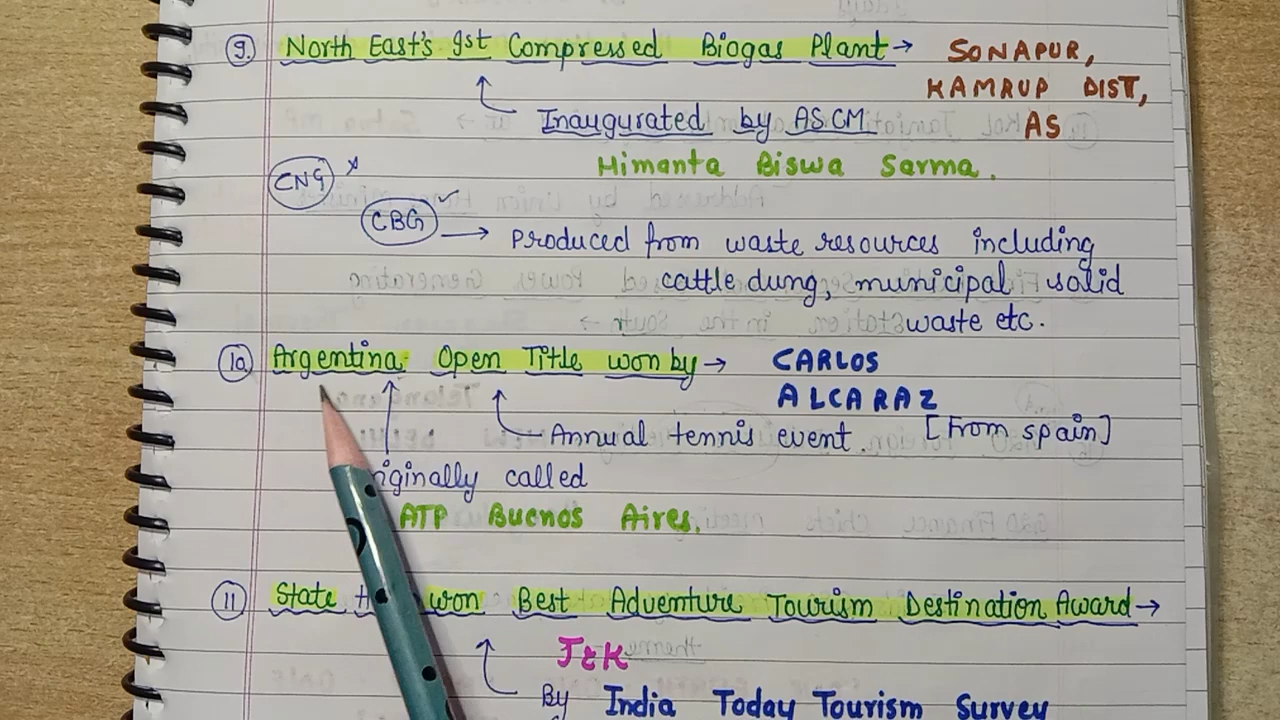 9. North East's 1st Compressed Biogas Plant → SONAPUR,
KAMRUP DIST,
Inaugurated by AS CM AS
Himanta Biswa Sarma.
CNG x
CBG ✓ → Produced from waste resources including
cattle dung, municipal solid
waste etc.
10 Argentina Open Title won by → CARLOS
ALCARAZ
Annual tennis event. [From spain]
riginally called
ATP Buenos Aires.
11 State won Best Adventure Tourism Destination Award →
J&K
By India Today Tourism Survey